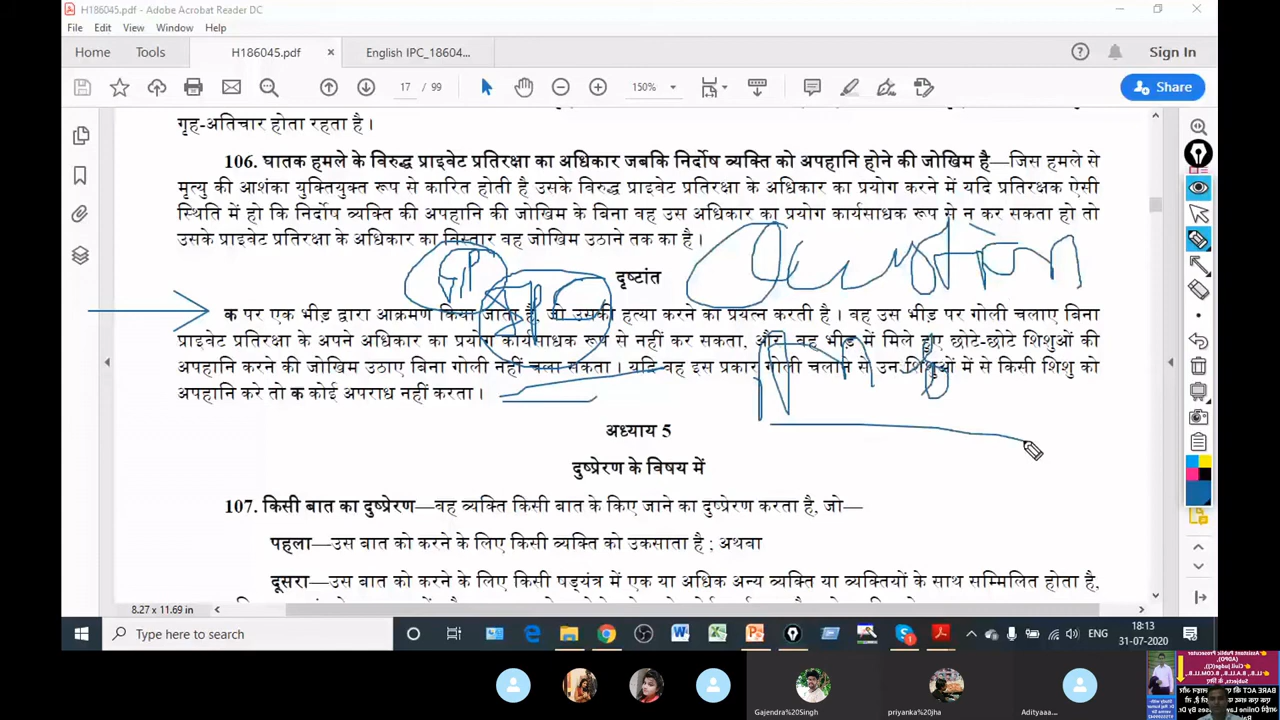 H186045.pdf - Adobe Acrobat Reader DC
File Edit View Window Help
Home Tools H186045.pdf × English IPC_18604... Sign In
17 / 99 150% Share
गृह-अतिचार होता रहता है ।
106. घातक हमले के विरुद्ध प्राइवेट प्रतिरक्षा का अधिकार जबकि निर्दोष व्यक्ति को अपहानि होने की जोखिम है—जिस हमले से
मृत्यु की आशंका युक्तियुक्त रूप से कारित होती है उसके विरुद्ध प्राइवेट प्रतिरक्षा के अधिकार का प्रयोग करने में यदि प्रतिरक्षक ऐसी
स्थिति में हो कि निर्दोष व्यक्ति की अपहानि की जोखिम के बिना वह उस अधिकार का प्रयोग कार्यसाधक रूप से न कर सकता हो तो
उसके प्राइवेट प्रतिरक्षा के अधिकार का विस्तार वह जोखिम उठाने तक का है ।
दृष्टांत
क पर एक भीड़ द्वारा आक्रमण किया जाता है, जो उसकी हत्या करने का प्रयत्न करती है । वह उस भीड़ पर गोली चलाए बिना
प्राइवेट प्रतिरक्षा के अपने अधिकार का प्रयोग कार्यसाधक रूप से नहीं कर सकता, और वह भीड़ में मिले हुए छोटे-छोटे शिशुओं की
अपहानि करने की जोखिम उठाए बिना गोली नहीं चला सकता । यदि वह इस प्रकार गोली चलाने से उन शिशुओं में से किसी शिशु को
अपहानि करे तो क कोई अपराध नहीं करता ।
अध्याय 5
दुष्प्रेरण के विषय में
107. किसी बात का दुष्प्रेरण—वह व्यक्ति किसी बात के किए जाने का दुष्प्रेरण करता है, जो—
पहला—उस बात को करने के लिए किसी व्यक्ति को उकसाता है ; अथवा
दूसरा—उस बात को करने के लिए किसी षड्यंत्र में एक या अधिक अन्य व्यक्ति या व्यक्तियों के साथ सम्मिलित होता है,
8.27 x 11.69 in
Type here to search ENG 18:13
31-07-2020
Gajendra%20Singh priyanka%20jha Adityaaa...